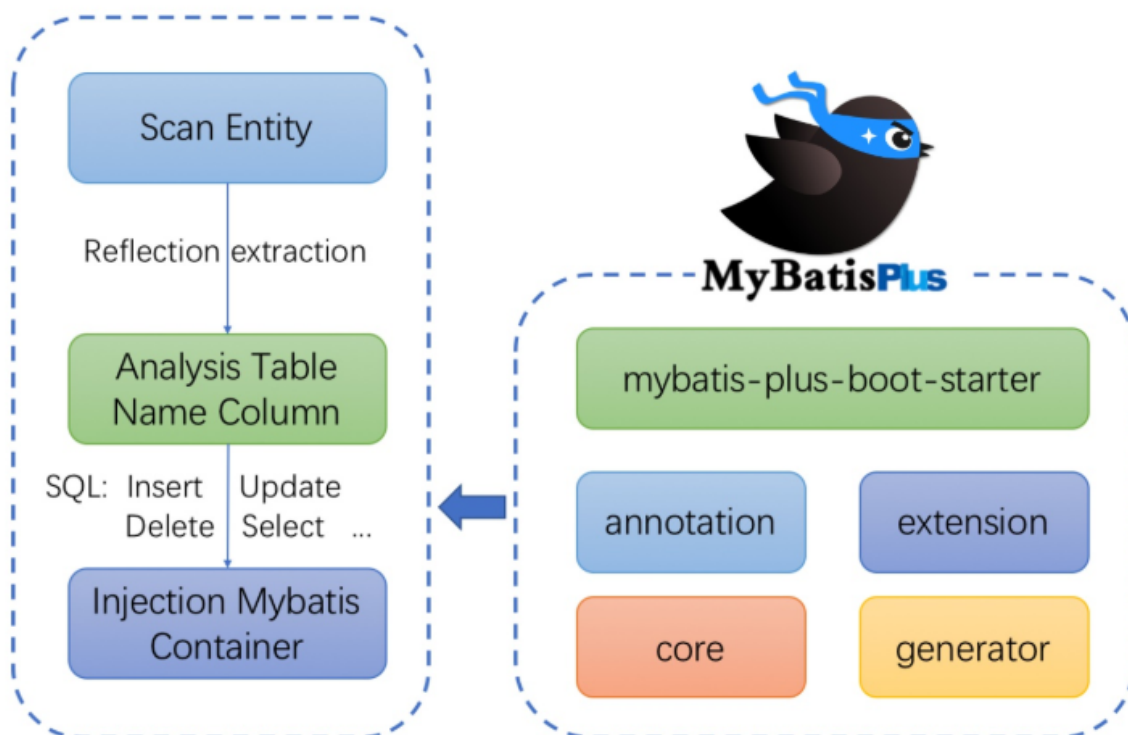 Scan Entity
Reflection extraction
Analysis Table
Name Column
SQL: Insert Update
Delete Select ...
Injection Mybatis
Container
MyBatisPlus
mybatis-plus-boot-starter
annotation extension
core generator